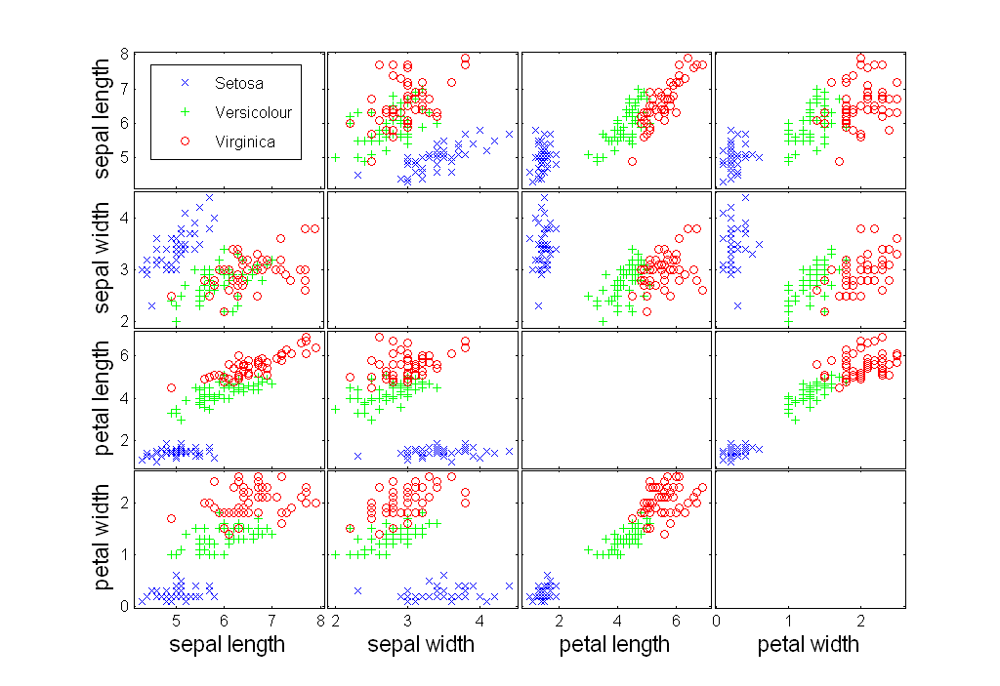 8
7
6
5
sepal length
Setosa
Versicolour
Virginica
4
3
2
sepal width
6
4
2
petal length
2
1
0
petal width
5 6 7 8 2 3 4 2 4 6 0 1 2
sepal length sepal width petal length petal width